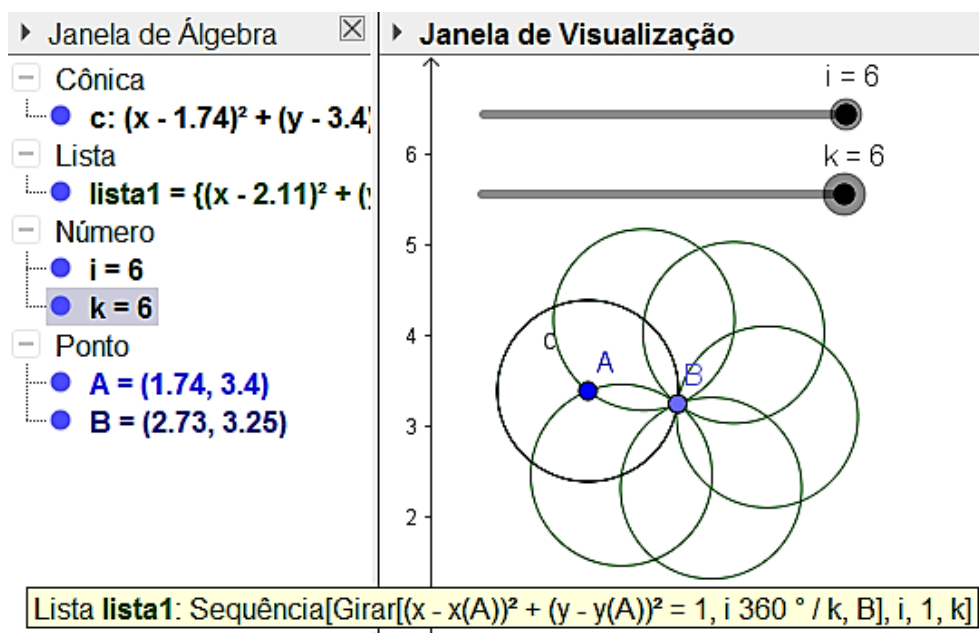 Janela de Álgebra
Cônica
c: (x - 1.74)² + (y - 3.4)
Lista
lista1 = {(x - 2.11)² + (y
Número
i = 6
k = 6
Ponto
A = (1.74, 3.4)
B = (2.73, 3.25)
Janela de Visualização
i = 6
k = 6
6
5
4
3
2
c
A
B
Lista lista1: Sequência[Girar[(x - x(A))² + (y - y(A))² = 1, i 360 ° / k, B], i, 1, k]